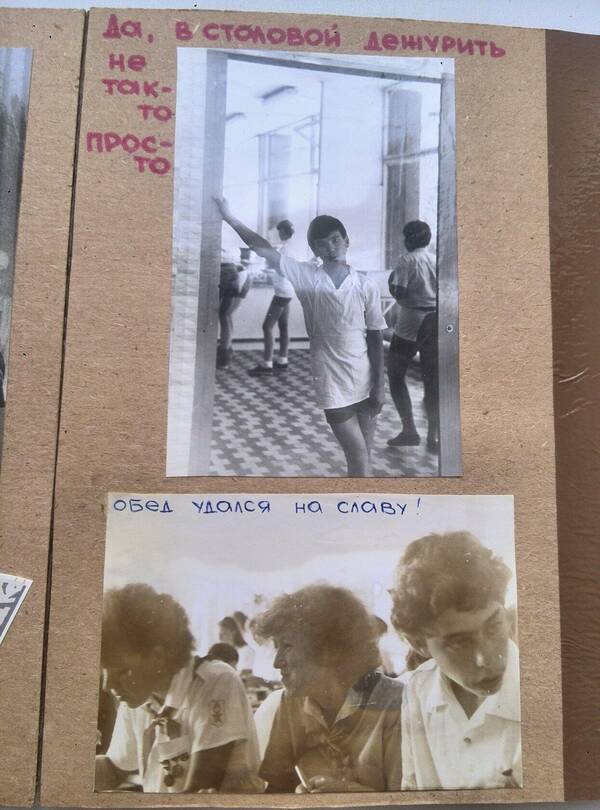 Да, в столовой дежурить
не
так-
то
прос-
то
обед удался на славу!